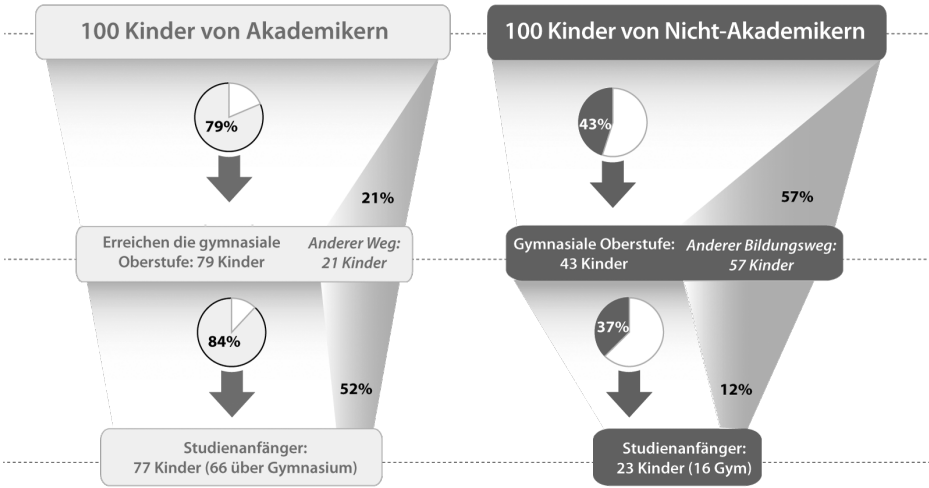 100 Kinder von Akademikern
79%
21%
Erreichen die gymnasiale
Oberstufe: 79 Kinder
Anderer Weg:
21 Kinder
84%
52%
Studienanfänger:
77 Kinder (66 über Gymnasium)
100 Kinder von Nicht-Akademikern
43%
57%
Gymnasiale Oberstufe:
43 Kinder
Anderer Bildungsweg:
57 Kinder
37%
12%
Studienanfänger:
23 Kinder (16 Gym)